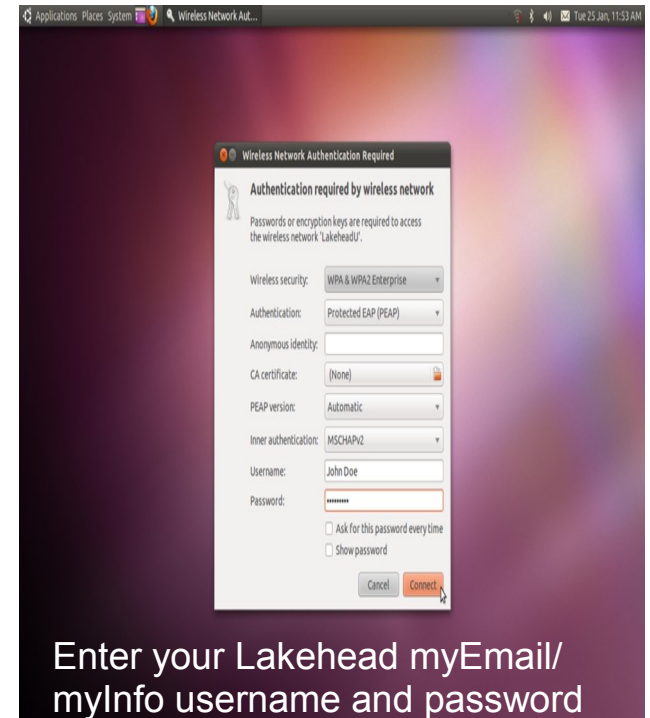 Applications Places System Wireless Network Aut... Tue 25 Jan, 11:53 AM
Wireless Network Authentication Required
Authentication required by wireless network
Passwords or encryption keys are required to access
the wireless network 'LakeheadU'.
Wireless security: WPA & WPA2 Enterprise
Authentication: Protected EAP (PEAP)
Anonymous identity:
CA certificate: (None)
PEAP version: Automatic
Inner authentication: MSCHAPv2
Username: John Doe
Password: •••••••••
Ask for this password every time
Show password
Cancel Connect
Enter your Lakehead myEmail/
myInfo username and password